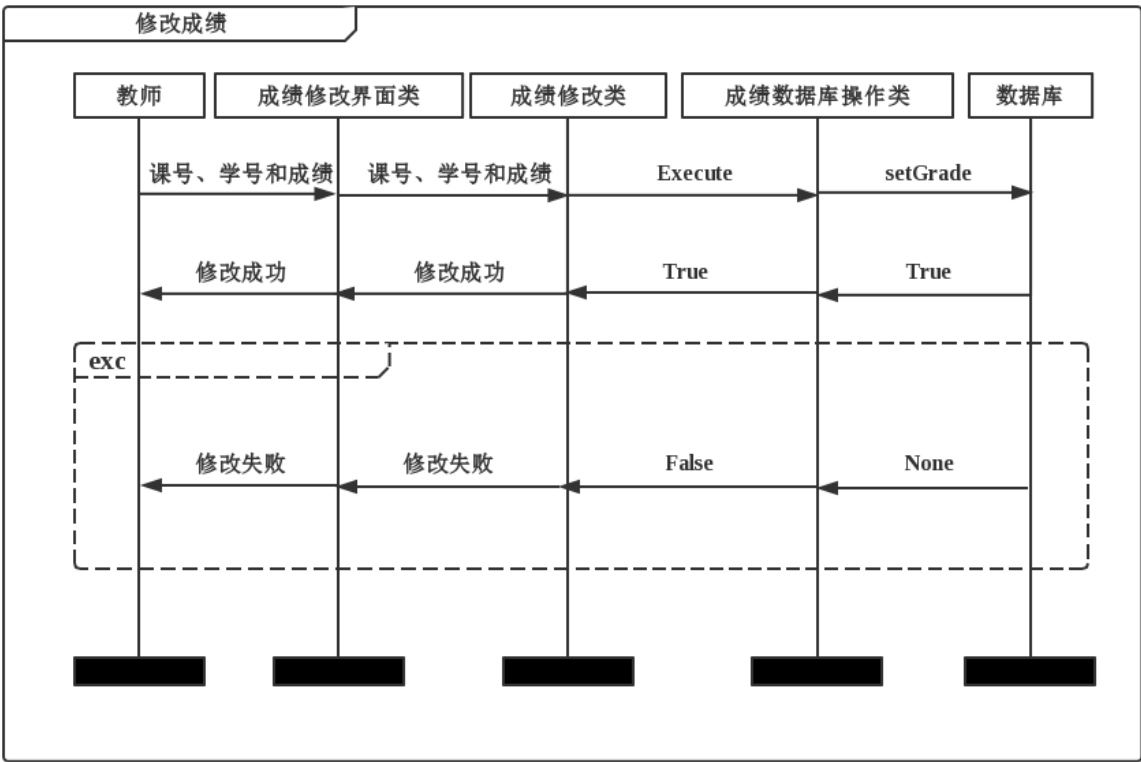 修改成绩
教师
成绩修改界面类
成绩修改类
成绩数据库操作类
数据库
课号、学号和成绩
课号、学号和成绩
Execute
setGrade
修改成功
修改成功
True
True
exc
修改失败
修改失败
False
None